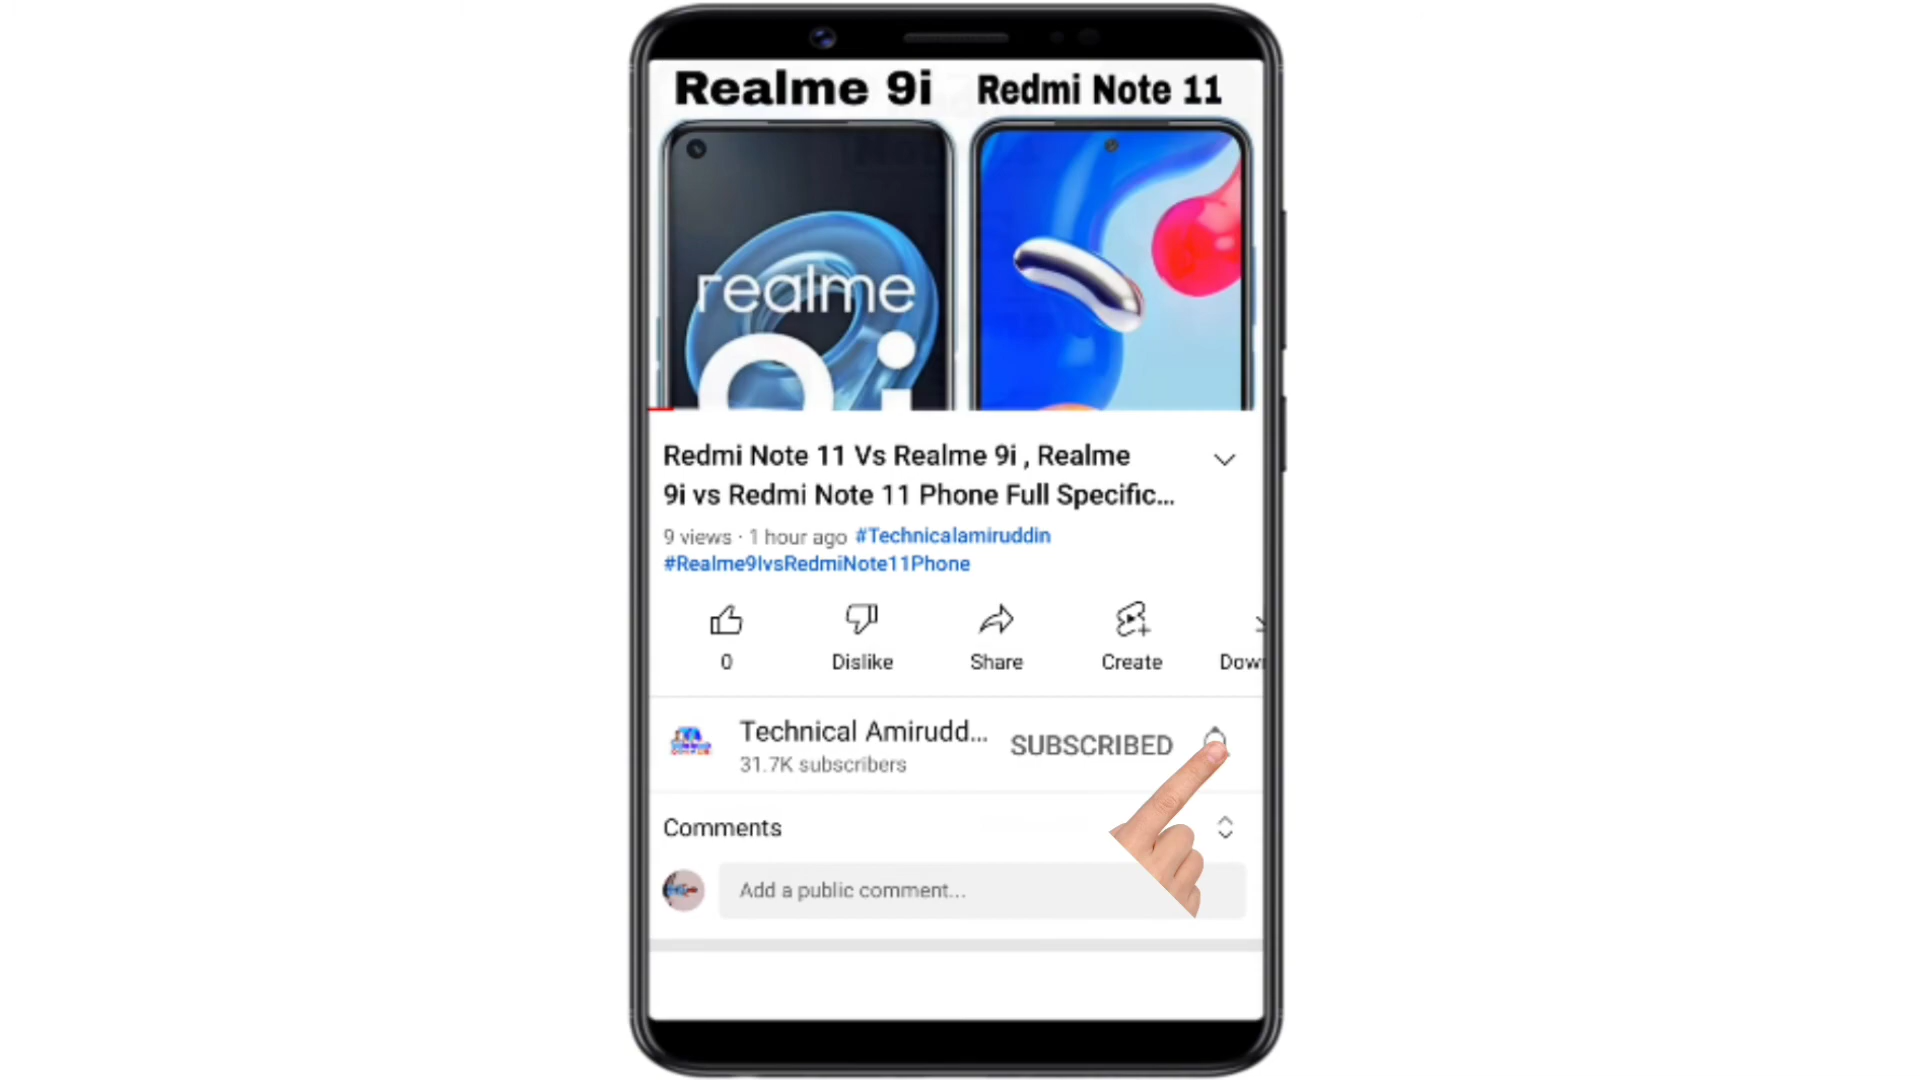 Realme 9i
Redmi Note 11
realme
9i
Redmi Note 11 Vs Realme 9i , Realme
9i vs Redmi Note 11 Phone Full Specific...
9 views · 1 hour ago #Technicalamiruddin
#Realme9IvsRedmiNote11Phone
0
Dislike
Share
Create
Dow
Technical Amirudd...
SUBSCRIBED
31.7K subscribers
Comments
Add a public comment...